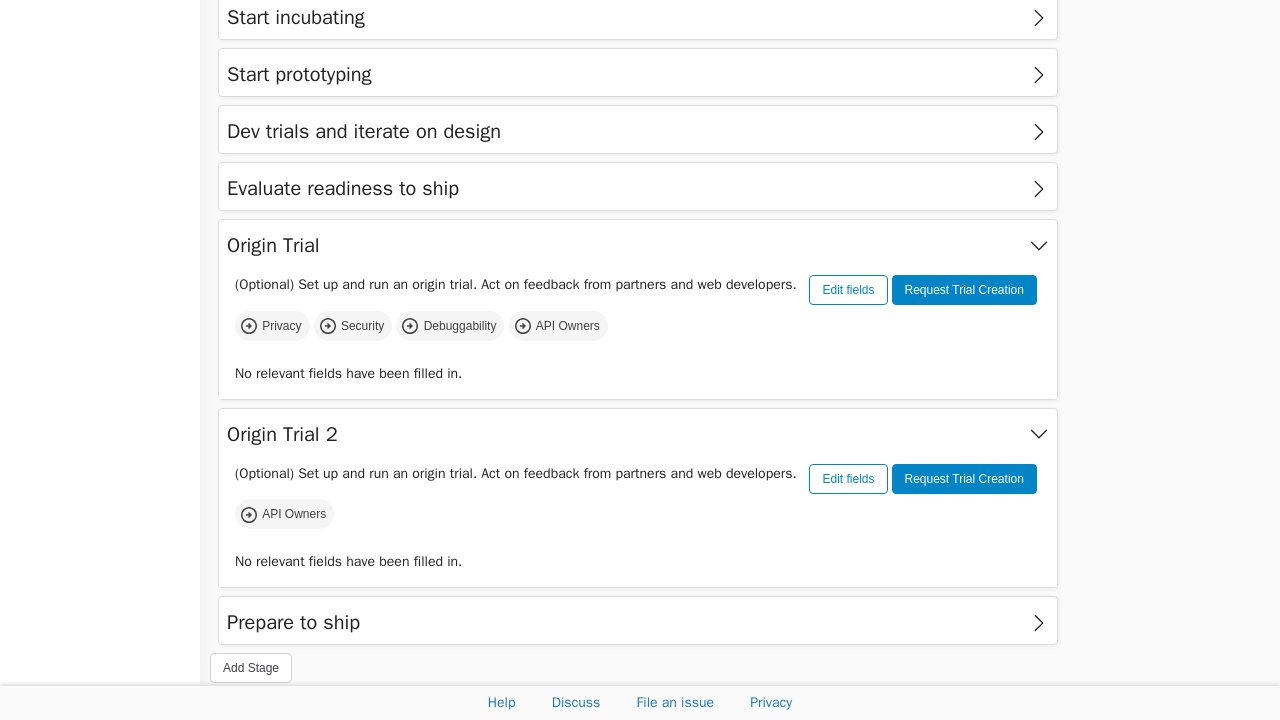 Start incubating
Start prototyping
Dev trials and iterate on design
Evaluate readiness to ship
Origin Trial
(Optional) Set up and run an origin trial. Act on feedback from partners and web developers.
Edit fields
Request Trial Creation
Privacy
Security
Debuggability
API Owners
No relevant fields have been filled in.
Origin Trial 2
(Optional) Set up and run an origin trial. Act on feedback from partners and web developers.
Edit fields
Request Trial Creation
API Owners
No relevant fields have been filled in.
Prepare to ship
Add Stage
Help
Discuss
File an issue
Privacy